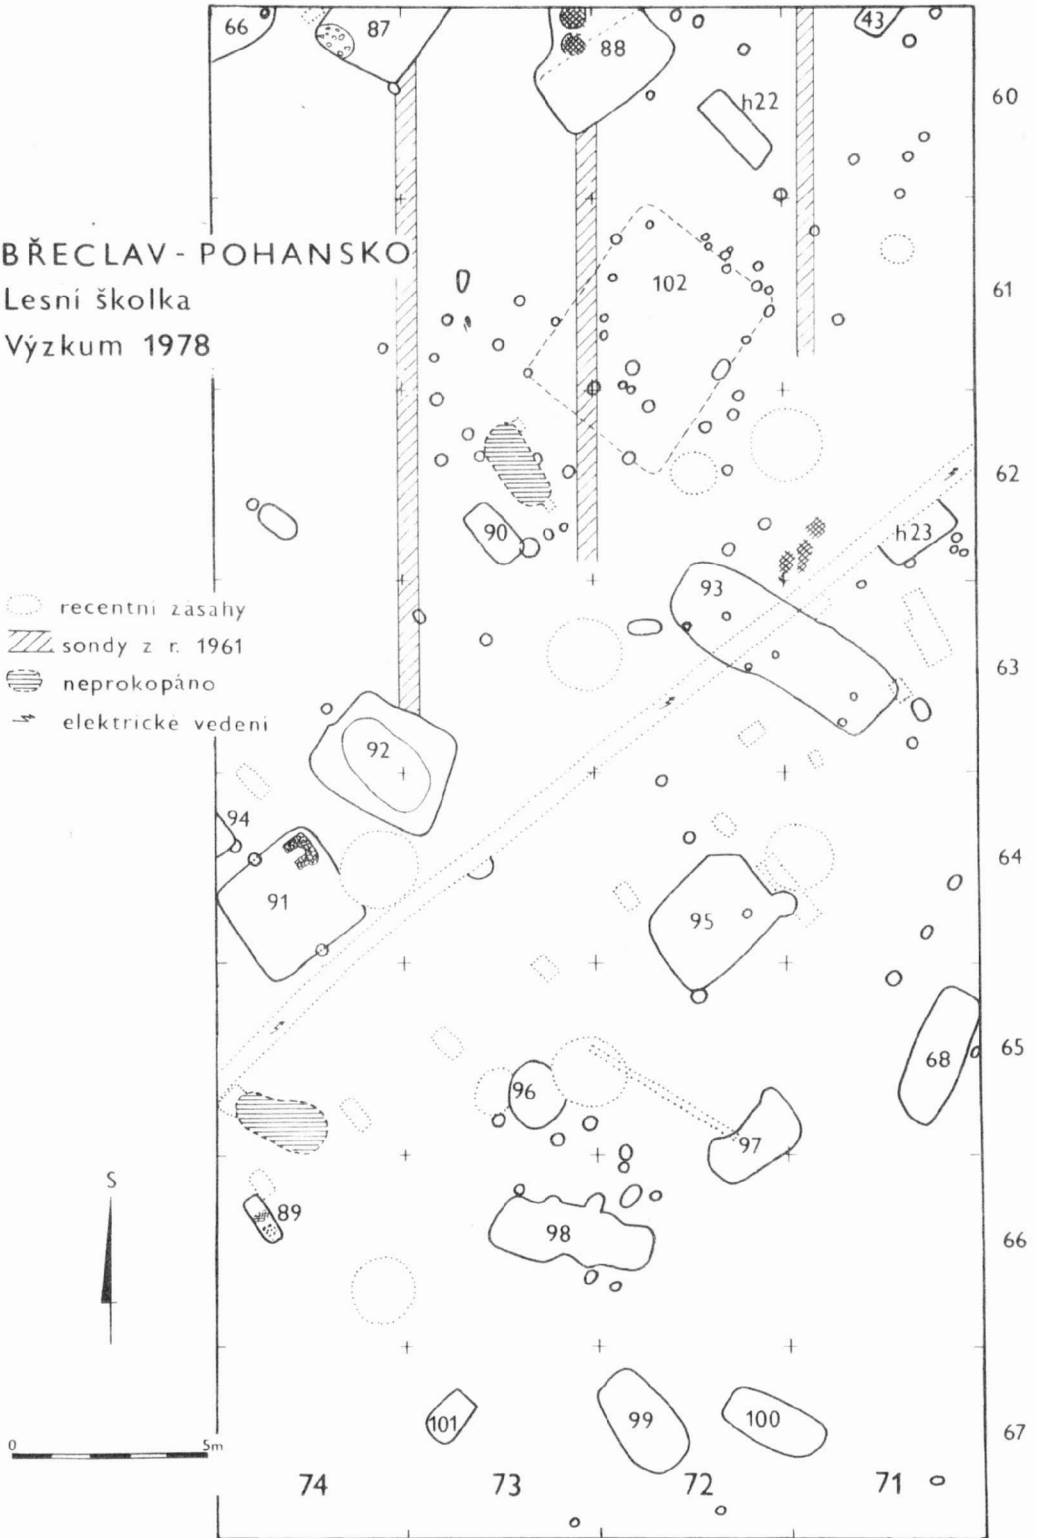 66
87
88
43
h22
60
BŘECLAV - POHANSKO
Lesní školka
Výzkum 1978
102
61
62
90
h23
93
recentní zásahy
sondy z r. 1961
neprokopáno
elektrické vedení
63
92
94
64
91
95
65
68
96
97
S
89
98
66
101
99
100
67
0 5m
74 73 72 71